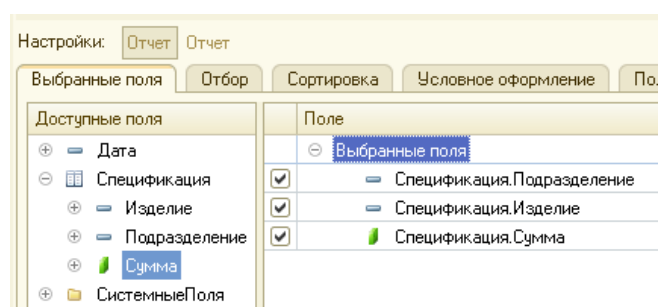 Настройки: Отчет Отчет
Выбранные поля Отбор Сортировка Условное оформление
Доступные поля Поле
Дата Выбранные поля
Спецификация Спецификация.Подразделение
Изделие Спецификация.Изделие
Подразделение Спецификация.Сумма
Сумма
СистемныеПоля